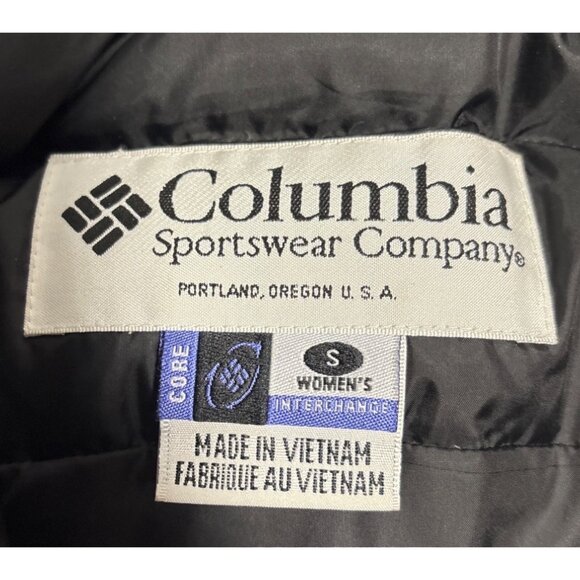 Columbia
Sportswear Company®
PORTLAND, OREGON U.S.A.
CORE
S
WOMEN'S
INTERCHANGE
MADE IN VIETNAM
FABRIQUE AU VIETNAM